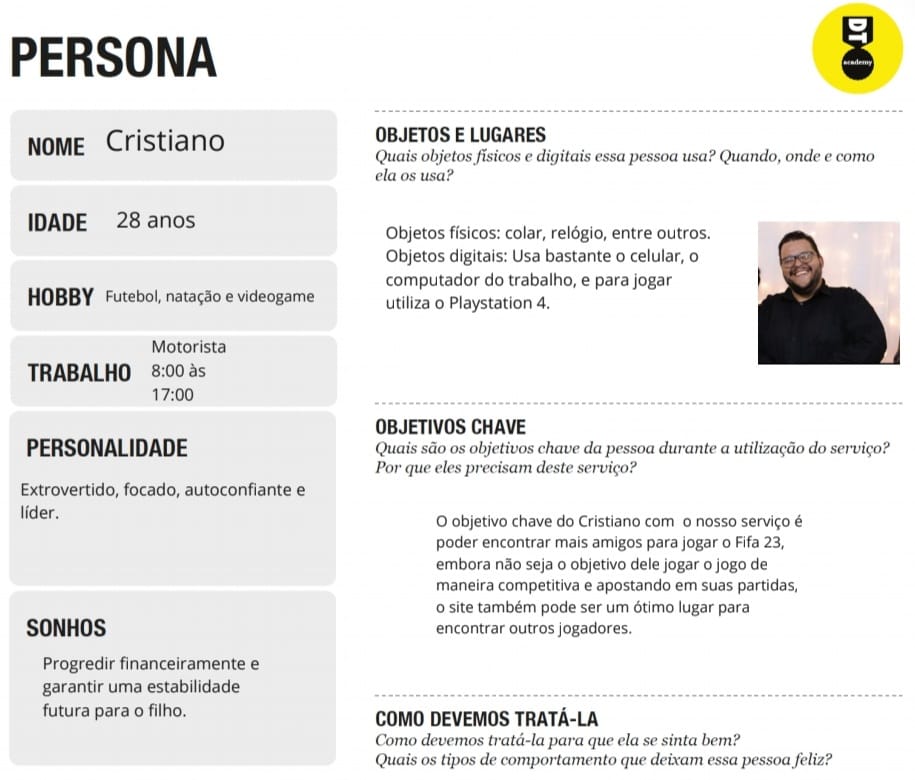 PERSONA
DT
academy
NOME Cristiano
IDADE 28 anos
HOBBY Futebol, natação e videogame
TRABALHO Motorista
8:00 às
17:00
PERSONALIDADE
Extrovertido, focado, autoconfiante e
líder.
SONHOS
Progredir financeiramente e
garantir uma estabilidade
futura para o filho.
OBJETOS E LUGARES
Quais objetos físicos e digitais essa pessoa usa? Quando, onde e como
ela os usa?
Objetos físicos: colar, relógio, entre outros.
Objetos digitais: Usa bastante o celular, o
computador do trabalho, e para jogar
utiliza o Playstation 4.
OBJETIVOS CHAVE
Quais são os objetivos chave da pessoa durante a utilização do serviço?
Por que eles precisam deste serviço?
O objetivo chave do Cristiano com o nosso serviço é
poder encontrar mais amigos para jogar o Fifa 23,
embora não seja o objetivo dele jogar o jogo de
maneira competitiva e apostando em suas partidas,
o site também pode ser um ótimo lugar para
encontrar outros jogadores.
COMO DEVEMOS TRATÁ-LA
Como devemos tratá-la para que ela se sinta bem?
Quais os tipos de comportamento que deixam essa pessoa feliz?